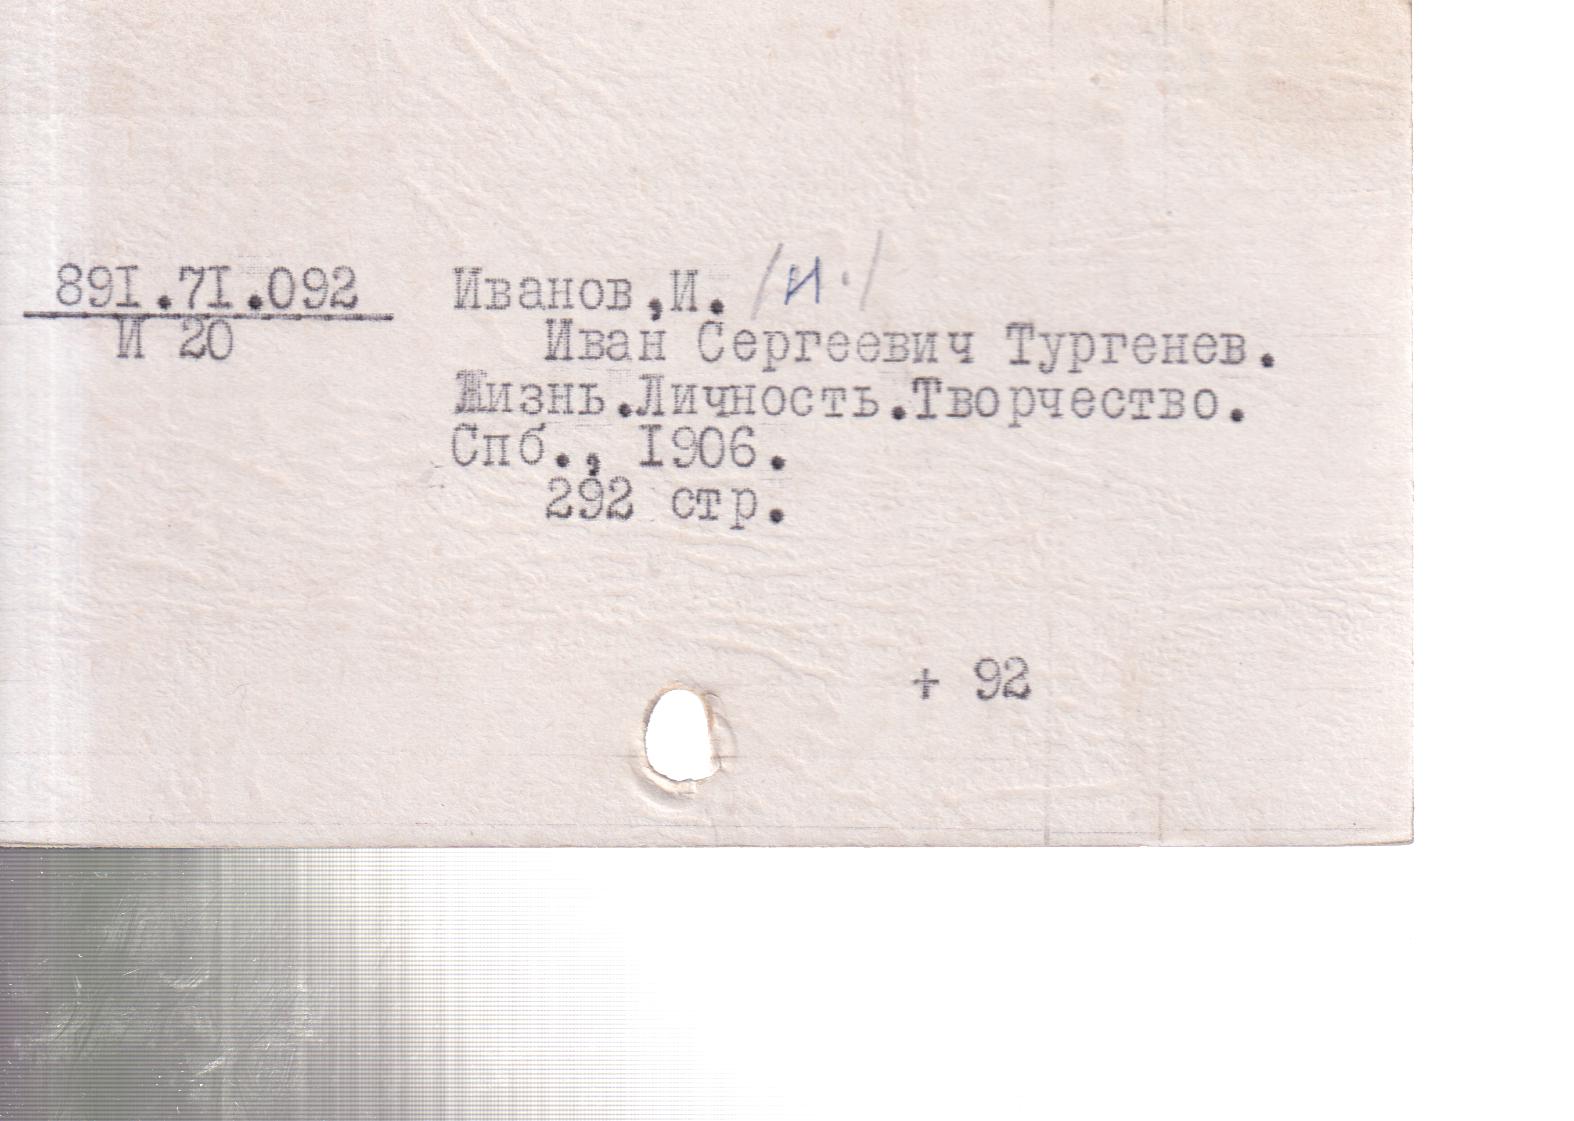 891.71.092
И 20
Иванов,И. /И./
Иван Сергеевич Тургенев.
Жизнь.Личность.Творчество.
Спб., 1906.
292 стр.
+ 92